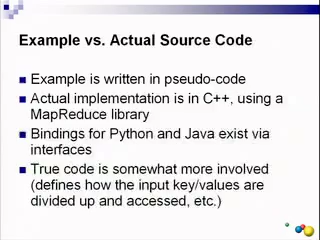 Example vs. Actual Source Code
Example is written in pseudo-code
Actual implementation is in C++, using a
MapReduce library
Bindings for Python and Java exist via
interfaces
True code is somewhat more involved
(defines how the input key/values are
divided up and accessed, etc.)